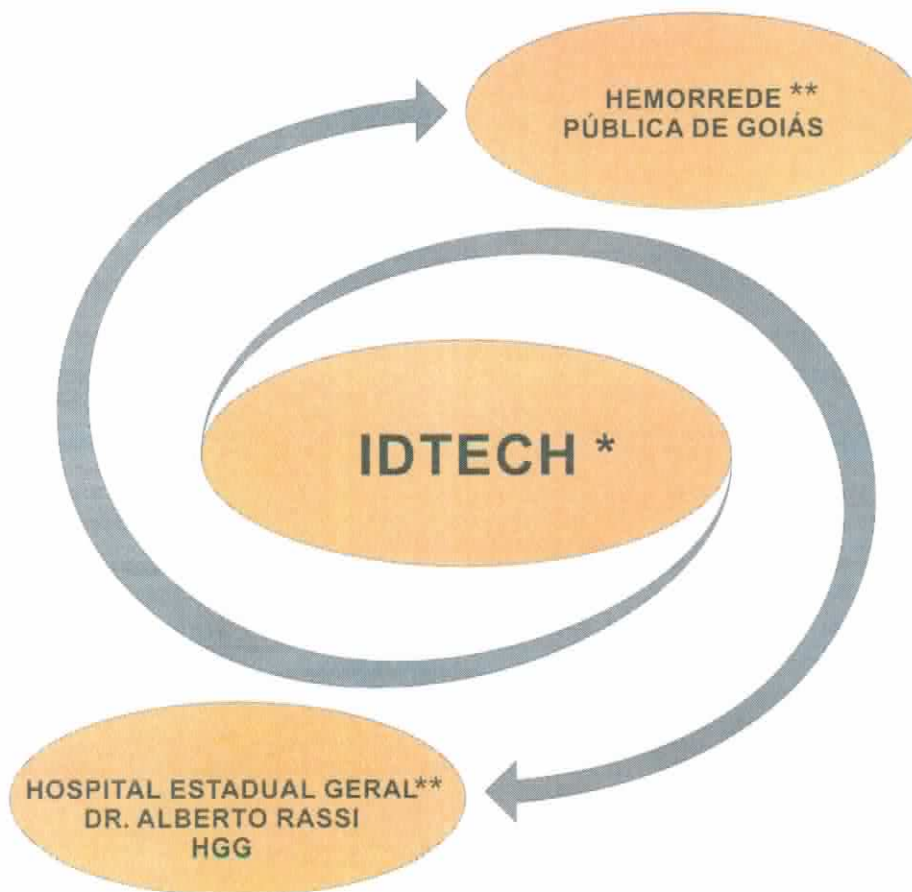 HEMORREDE **
PÚBLICA DE GOIÁS
IDTECH *
HOSPITAL ESTADUAL GERAL**
DR. ALBERTO RASSI
HGG